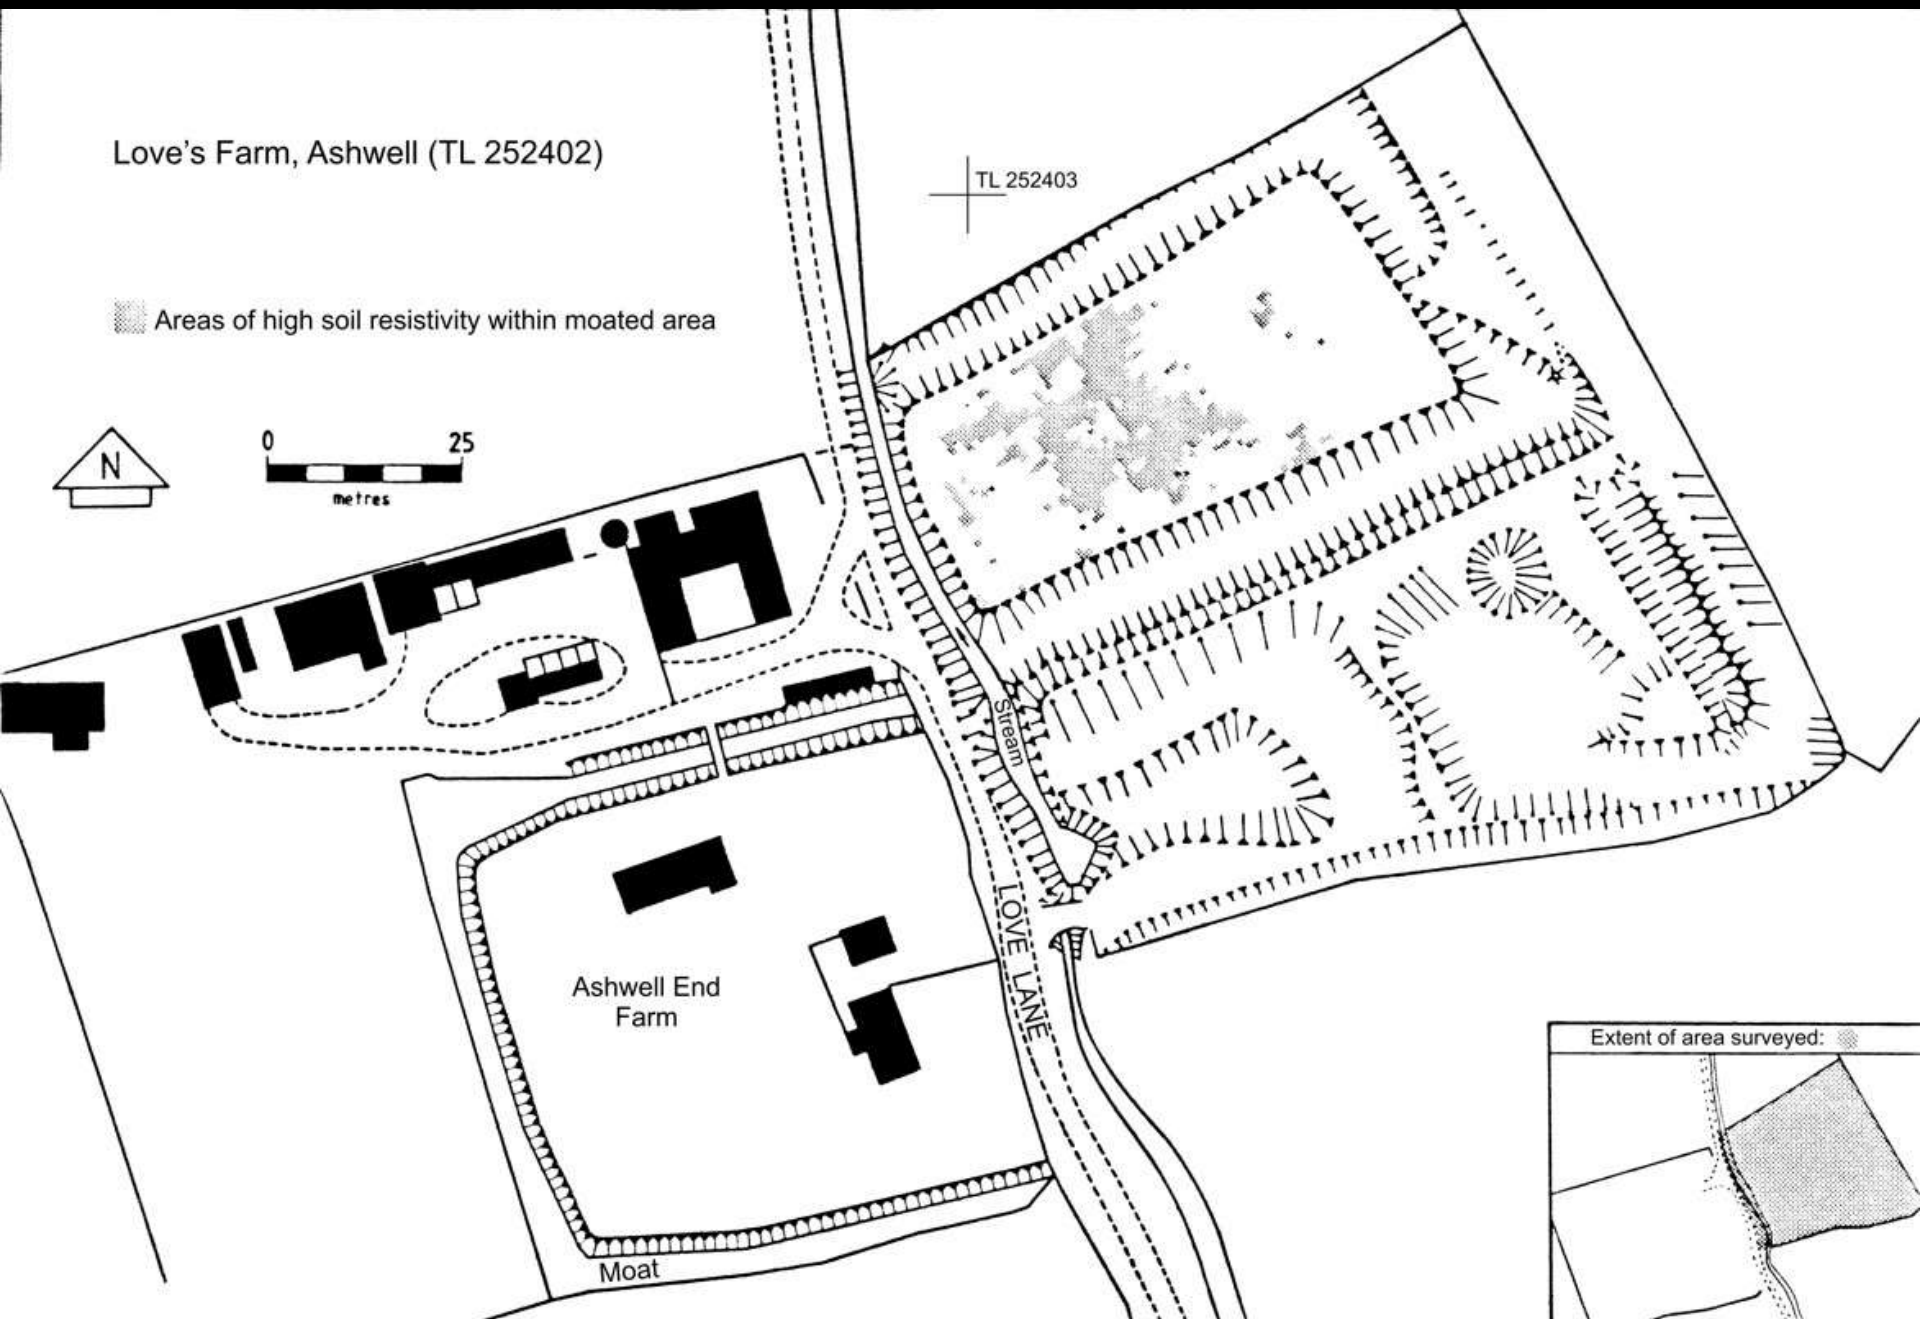 Love's Farm, Ashwell (TL 252402)
TL 252403
Areas of high soil resistivity within moated area
N
0 25
metres
Stream
LOVE LANE
Ashwell End
Farm
Moat
Extent of area surveyed: